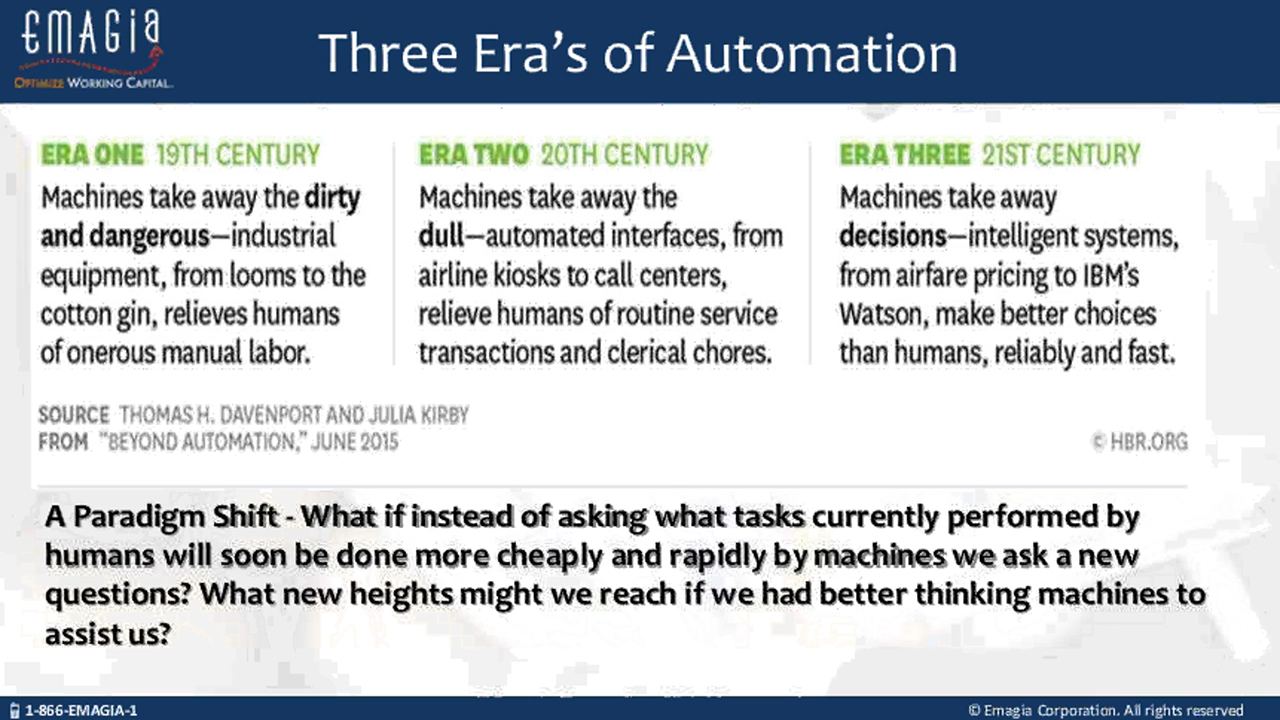 EMAGIA
OPTIMIZE WORKING CAPITAL.
Three Era's of Automation
ERA ONE 19TH CENTURY
Machines take away the dirty
and dangerous—industrial
equipment, from looms to the
cotton gin, relieves humans
of onerous manual labor.
ERA TWO 20TH CENTURY
Machines take away the
dull—automated interfaces, from
airline kiosks to call centers,
relieve humans of routine service
transactions and clerical chores.
ERA THREE 21ST CENTURY
Machines take away
decisions—intelligent systems,
from airfare pricing to IBM's
Watson, make better choices
than humans, reliably and fast.
SOURCE THOMAS H. DAVENPORT AND JULIA KIRBY
FROM "BEYOND AUTOMATION," JUNE 2015
© HBR.ORG
A Paradigm Shift - What if instead of asking what tasks currently performed by
humans will soon be done more cheaply and rapidly by machines we ask a new
questions? What new heights might we reach if we had better thinking machines to
assist us?
1-866-EMAGIA-1
© Emagia Corporation. All rights reserved